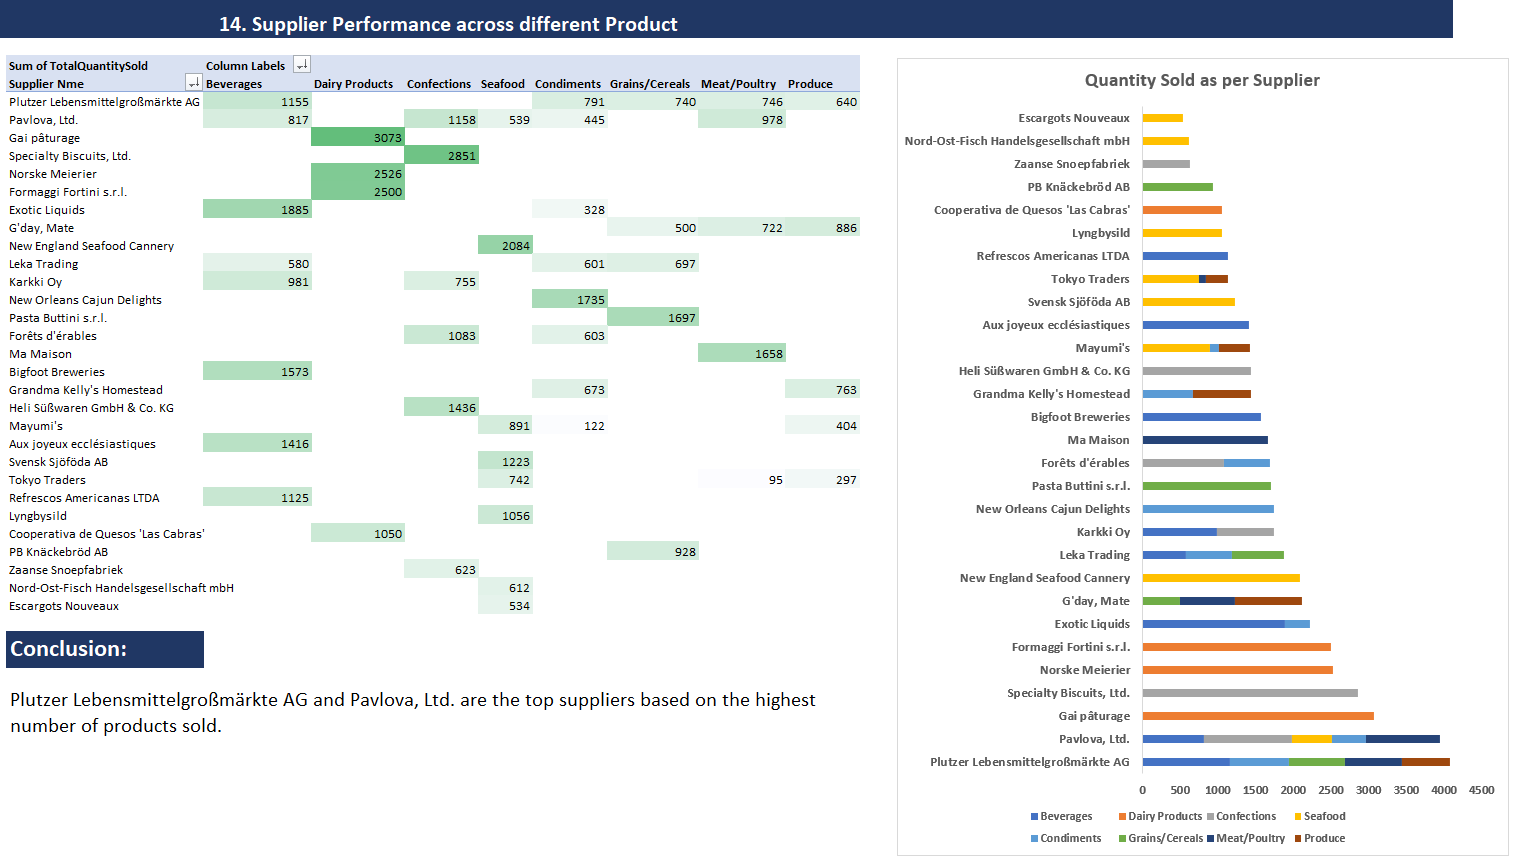 14. Supplier Performance across different Product
Sum of TotalQuantitySold Column Labels
Supplier Nme Beverages Dairy Products Confections Seafood Condiments Grains/Cereals Meat/Poultry Produce
Plutzer Lebensmittelgroßmärkte AG 1155 791 740 746 640
Pavlova, Ltd. 817 1158 539 445 978
Gai pâturage 3073
Specialty Biscuits, Ltd. 2851
Norske Meierier 2526
Formaggi Fortini s.r.l. 2500
Exotic Liquids 1885 328
G'day, Mate 500 722 886
New England Seafood Cannery 2084
Leka Trading 580 601 697
Karkki Oy 981 755
New Orleans Cajun Delights 1735
Pasta Buttini s.r.l. 1697
Forêts d'érables 1083 603
Ma Maison 1658
Bigfoot Breweries 1573
Grandma Kelly's Homestead 673 763
Heli Süßwaren GmbH & Co. KG 1436
Mayumi's 891 122 404
Aux joyeux ecclésiastiques 1416
Svensk Sjöföda AB 1223
Tokyo Traders 742 95 297
Refrescos Americanas LTDA 1125
Lyngbysild 1056
Cooperativa de Quesos 'Las Cabras' 1050
PB Knäckebröd AB 928
Zaanse Snoepfabriek 623
Nord-Ost-Fisch Handelsgesellschaft mbH 612
Escargots Nouveaux 534
Conclusion:
Plutzer Lebensmittelgroßmärkte AG and Pavlova, Ltd. are the top suppliers based on the highest
number of products sold.
Quantity Sold as per Supplier
Escargots Nouveaux
Nord-Ost-Fisch Handelsgesellschaft mbH
Zaanse Snoepfabriek
PB Knäckebröd AB
Cooperativa de Quesos 'Las Cabras'
Lyngbysild
Refrescos Americanas LTDA
Tokyo Traders
Svensk Sjöföda AB
Aux joyeux ecclésiastiques
Mayumi's
Heli Süßwaren GmbH & Co. KG
Grandma Kelly's Homestead
Bigfoot Breweries
Ma Maison
Forêts d'érables
Pasta Buttini s.r.l.
New Orleans Cajun Delights
Karkki Oy
Leka Trading
New England Seafood Cannery
G'day, Mate
Exotic Liquids
Formaggi Fortini s.r.l.
Norske Meierier
Specialty Biscuits, Ltd.
Gai pâturage
Pavlova, Ltd.
Plutzer Lebensmittelgroßmärkte AG
0 500 1000 1500 2000 2500 3000 3500 4000 4500
Beverages Dairy Products Confections Seafood
Condiments Grains/Cereals Meat/Poultry Produce